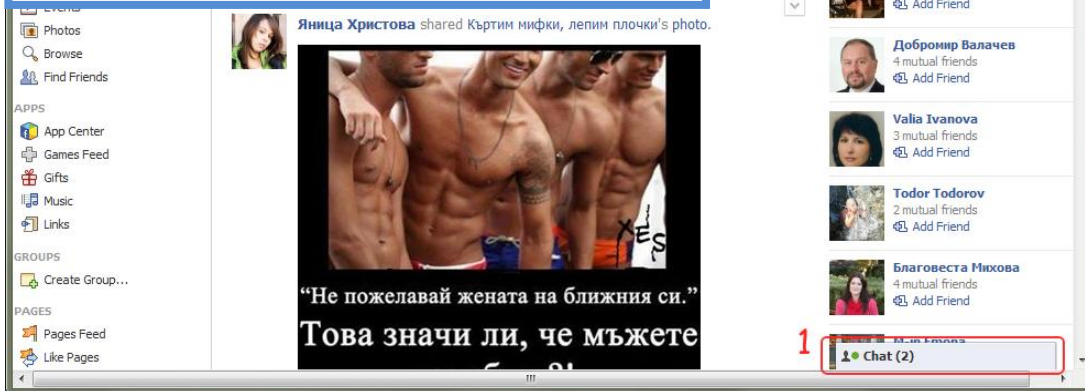 Events
Photos
Browse
Find Friends
APPS
App Center
Games Feed
Gifts
Music
Links
GROUPS
Create Group...
PAGES
Pages Feed
Like Pages
Яница Христова shared Къртим мифки, лепим плочки's photo.
XES
“Не пожелавай жената на ближния си.”
Това значи ли, че мъжете
Add Friend
Добромир Валачев
4 mutual friends
Add Friend
Valia Ivanova
3 mutual friends
Add Friend
Todor Todorov
2 mutual friends
Add Friend
Благовеста Михова
4 mutual friends
Add Friend
1
Chat (2)